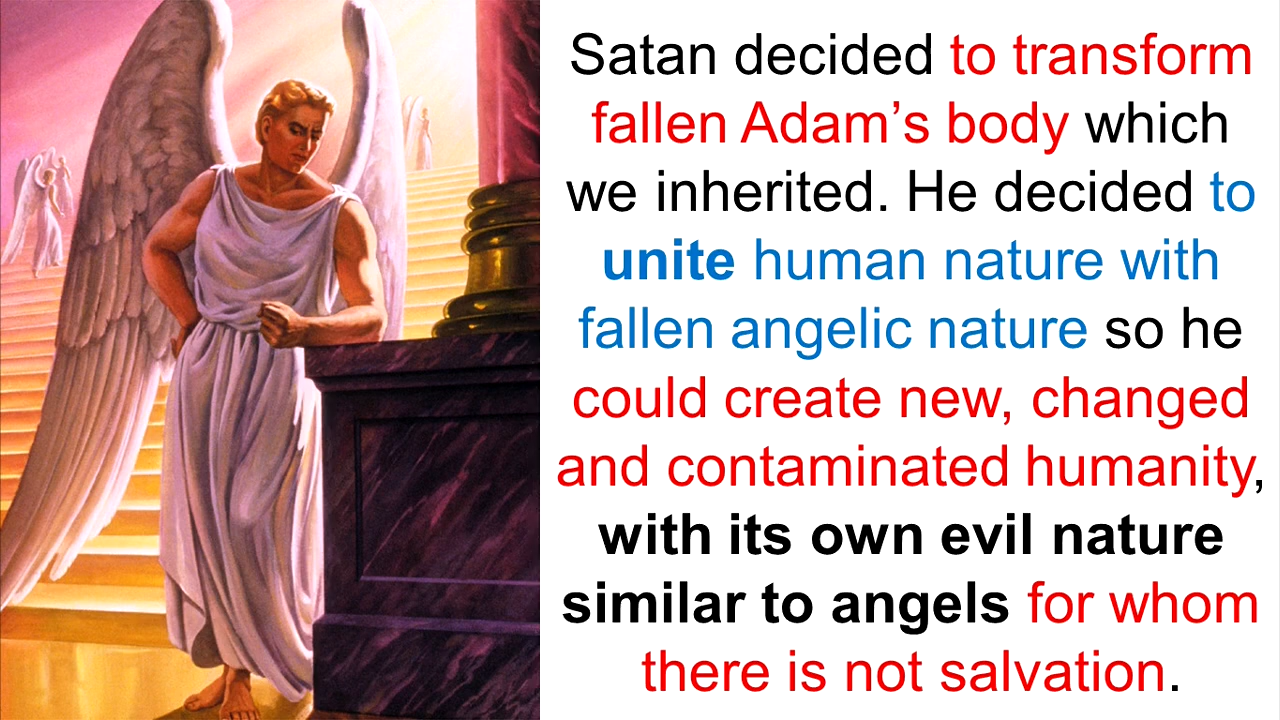 Satan decided to transform
fallen Adam’s body which
we inherited. He decided to
unite human nature with
fallen angelic nature so he
could create new, changed
and contaminated humanity,
with its own evil nature
similar to angels for whom
there is not salvation.